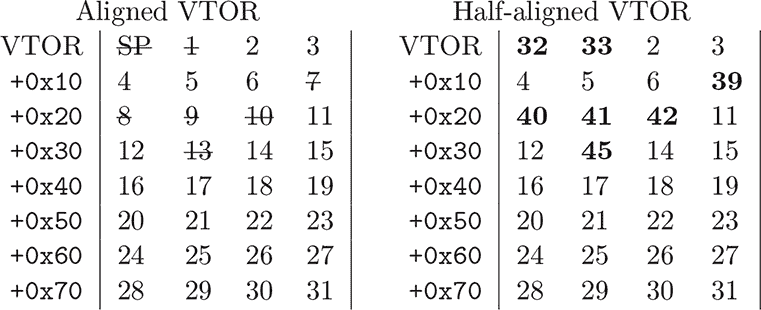 Aligned VTOR Half-aligned VTOR
VTOR SP 1 2 3 VTOR 32 33 2 3
+0x10 4 5 6 7 +0x10 4 5 6 39
+0x20 8 9 10 11 +0x20 40 41 42 11
+0x30 12 13 14 15 +0x30 12 45 14 15
+0x40 16 17 18 19 +0x40 16 17 18 19
+0x50 20 21 22 23 +0x50 20 21 22 23
+0x60 24 25 26 27 +0x60 24 25 26 27
+0x70 28 29 30 31 +0x70 28 29 30 31